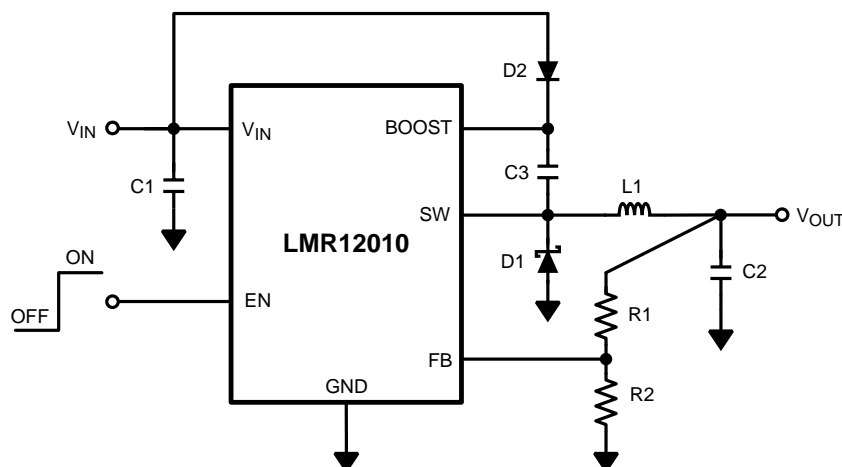 D2
V_IN
V_IN
BOOST
C1
C3
L1
SW
V_OUT
LMR12010
D1
C2
ON
OFF
EN
R1
FB
GND
R2